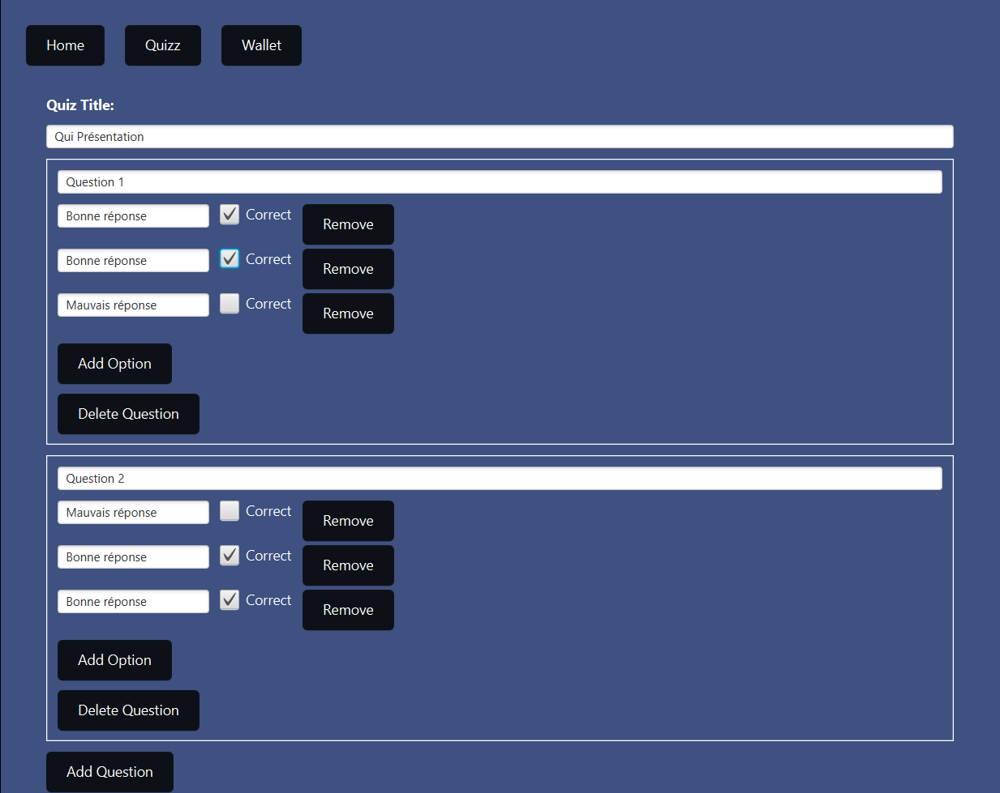 Home Quizz Wallet
Quiz Title:
Qui Présentation
Question 1
Bonne réponse Correct Remove
Bonne réponse Correct Remove
Mauvais réponse Correct Remove
Add Option
Delete Question
Question 2
Mauvais réponse Correct Remove
Bonne réponse Correct Remove
Bonne réponse Correct Remove
Add Option
Delete Question
Add Question